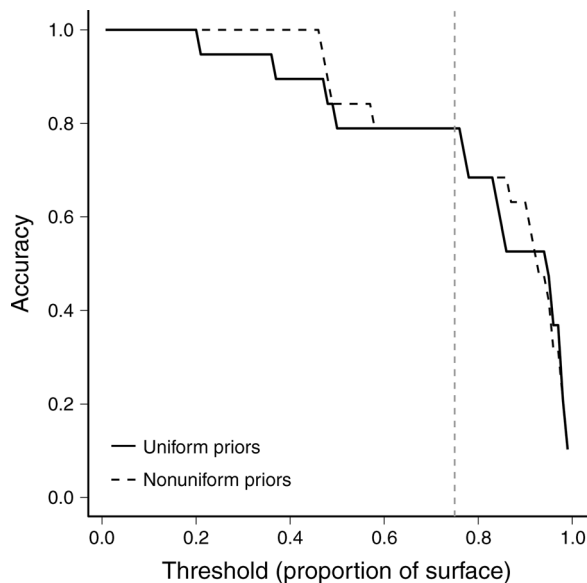 1.0
0.8
0.6
0.4
0.2
0.0
Accuracy
Uniform priors
Nonuniform priors
0.0 0.2 0.4 0.6 0.8 1.0
Threshold (proportion of surface)